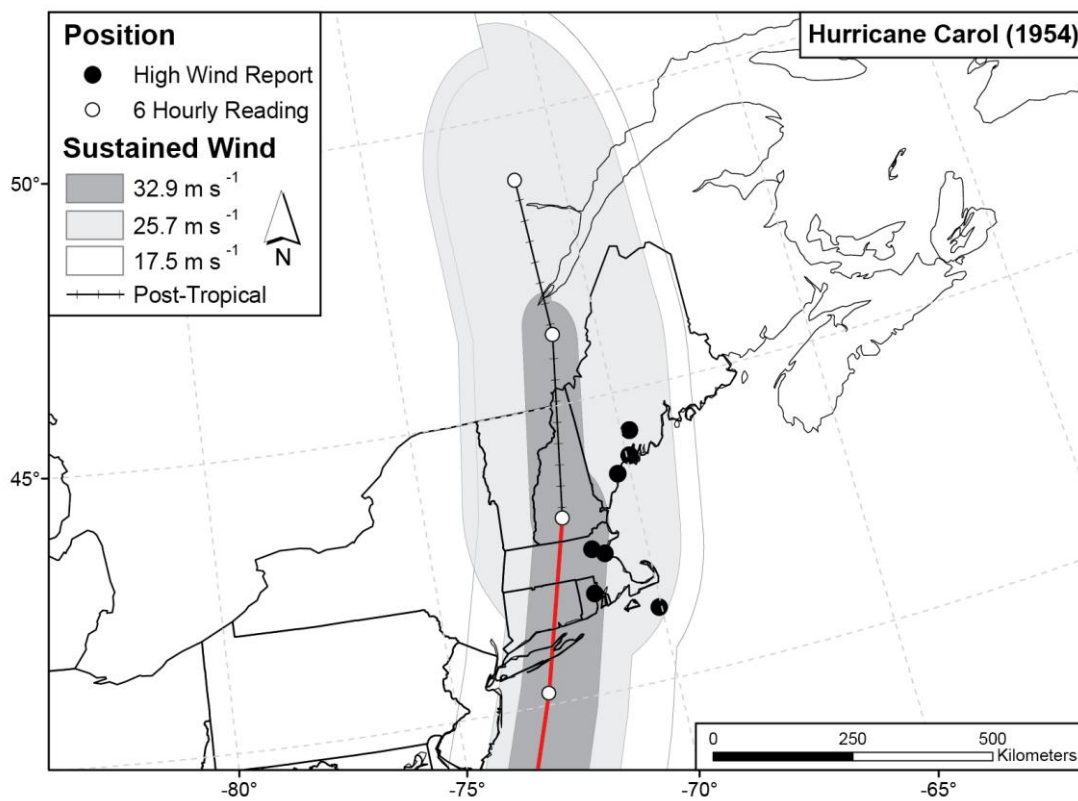 Hurricane Carol (1954)
Position
High Wind Report
6 Hourly Reading
Sustained Wind
32.9 m s -1
25.7 m s -1
17.5 m s -1
Post-Tropical
N
50°
45°
0 250 500
Kilometers
-80° -75° -70° -65°